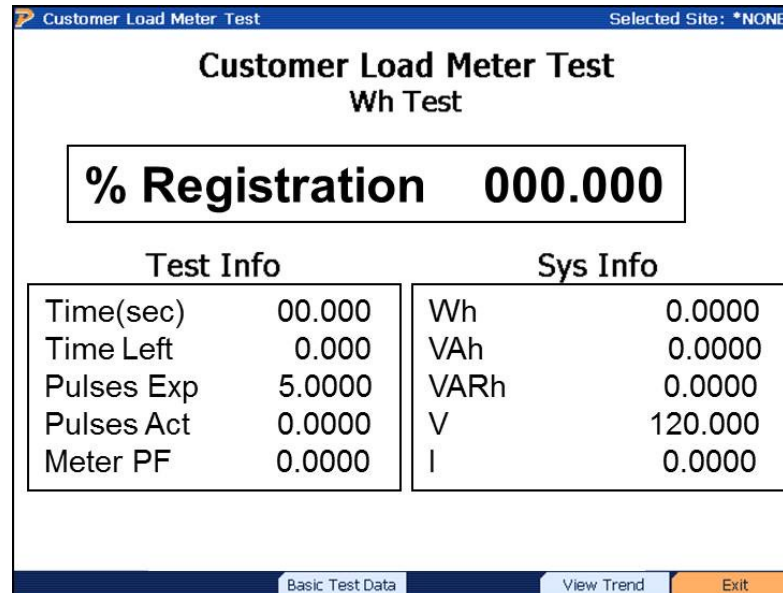 Customer Load Meter Test Selected Site: *NONE
Customer Load Meter Test
Wh Test
% Registration 000.000
Test Info
Time(sec) 00.000
Time Left 0.000
Pulses Exp 5.0000
Pulses Act 0.0000
Meter PF 0.0000
Sys Info
Wh 0.0000
VAh 0.0000
VARh 0.0000
V 120.000
I 0.0000
Basic Test Data View Trend Exit